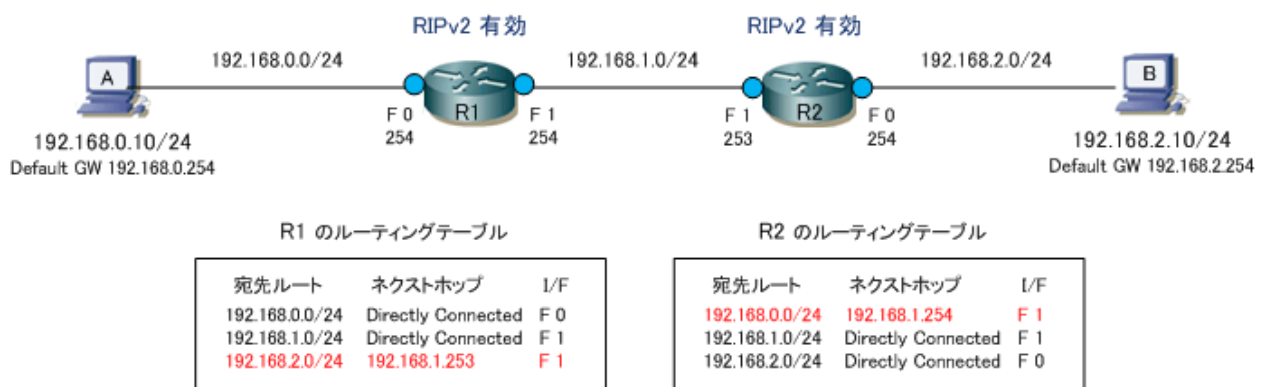 RIPv2 有効
RIPv2 有効
192.168.0.0/24
192.168.1.0/24
192.168.2.0/24
A
R1
R2
B
F 0
254
F 1
254
F 1
253
F 0
254
192.168.0.10/24
Default GW 192.168.0.254
192.168.2.10/24
Default GW 192.168.2.254
R1 のルーティングテーブル
宛先ルート ネクストホップ I/F
192.168.0.0/24 Directly Connected F 0
192.168.1.0/24 Directly Connected F 1
192.168.2.0/24 192.168.1.253 F 1
R2 のルーティングテーブル
宛先ルート ネクストホップ I/F
192.168.0.0/24 192.168.1.254 F 1
192.168.1.0/24 Directly Connected F 1
192.168.2.0/24 Directly Connected F 0